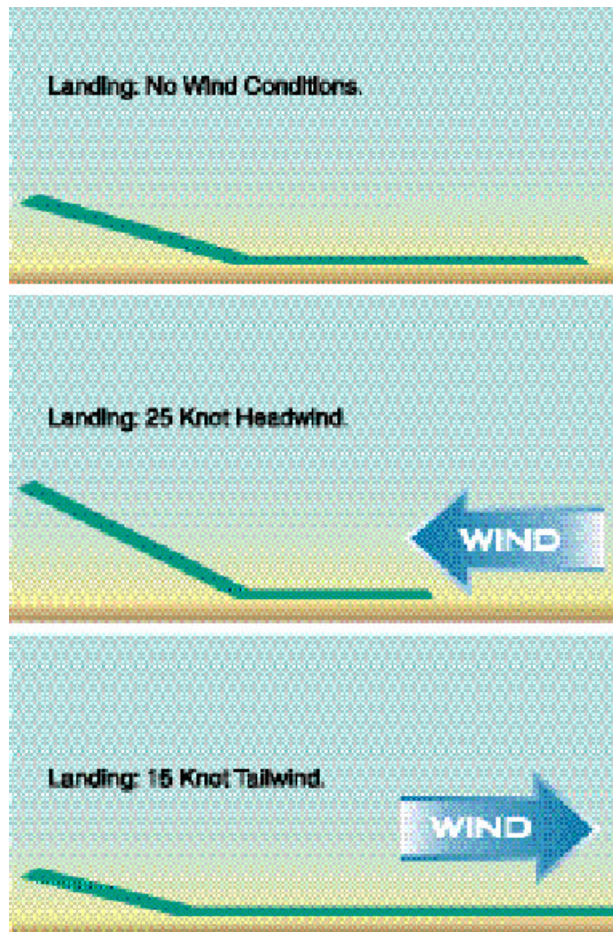 Landing: No Wind Conditions.
Landing: 25 Knot Headwind.
WIND
Landing: 15 Knot Tailwind.
WIND